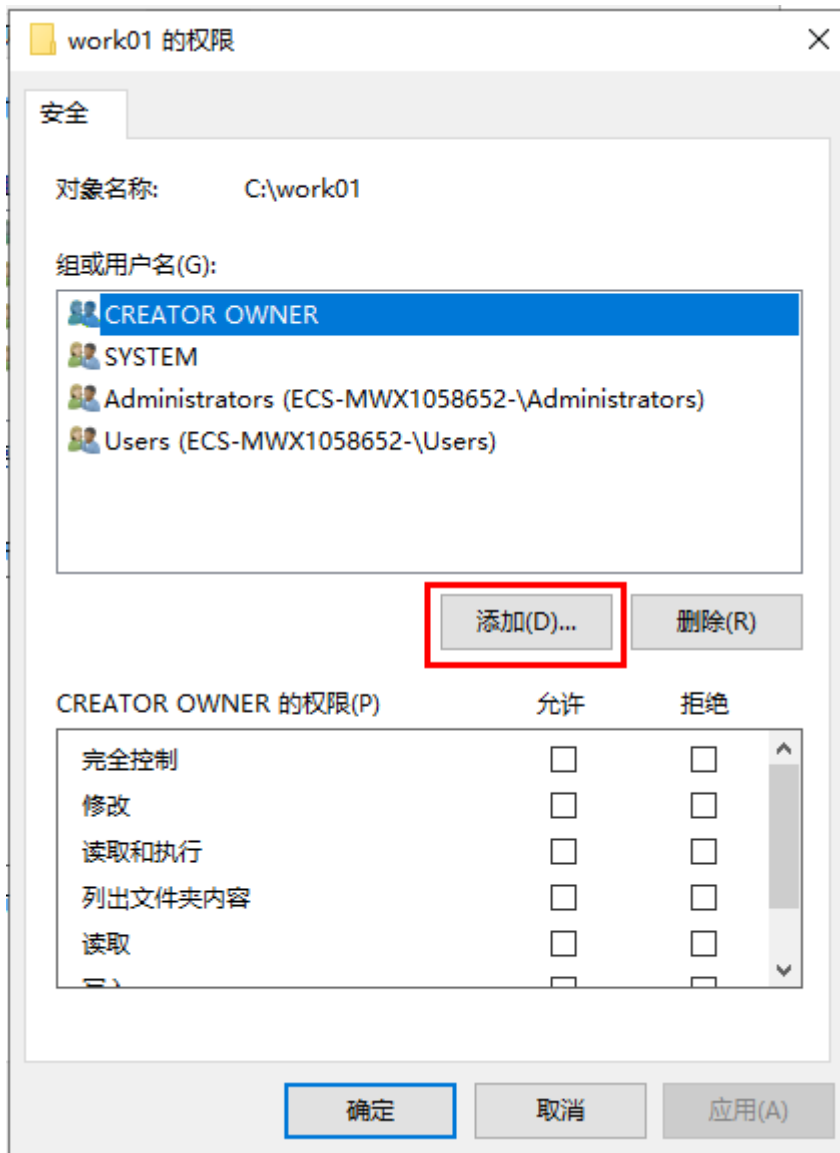 work01 的权限
安全
对象名称: C:\work01
组或用户名(G):
CREATOR OWNER
SYSTEM
Administrators (ECS-MWX1058652-\Administrators)
Users (ECS-MWX1058652-\Users)
添加(D)... 删除(R)
CREATOR OWNER 的权限(P) 允许 拒绝
完全控制
修改
读取和执行
列出文件夹内容
读取
确定 取消 应用(A)